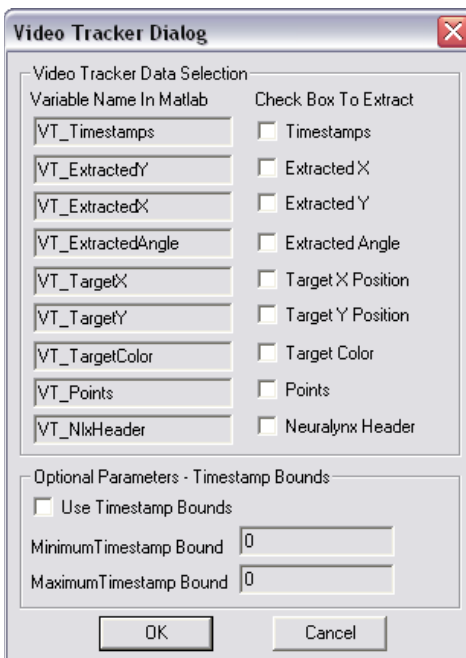 Video Tracker Dialog
Video Tracker Data Selection
Variable Name In Matlab Check Box To Extract
VT_Timestamps Timestamps
VT_ExtractedY Extracted X
VT_ExtractedX Extracted Y
VT_ExtractedAngle Extracted Angle
VT_TargetX Target X Position
VT_TargetY Target Y Position
VT_TargetColor Target Color
VT_Points Points
VT_NlxHeader Neuralynx Header
Optional Parameters - Timestamp Bounds
Use Timestamp Bounds
MinimumTimestamp Bound 0
MaximumTimestamp Bound 0
OK Cancel